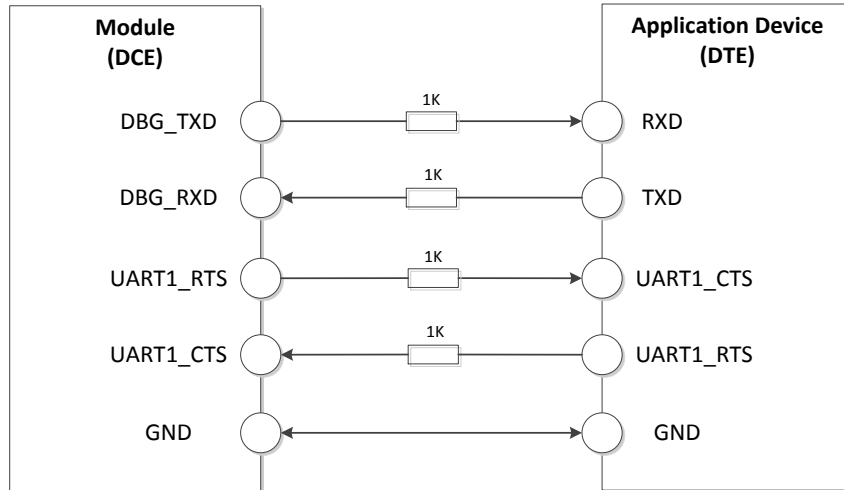 Module
(DCE)
Application Device
(DTE)
DBG_TXD
1K
RXD
DBG_RXD
1K
TXD
UART1_RTS
1K
UART1_CTS
UART1_CTS
1K
UART1_RTS
GND
GND